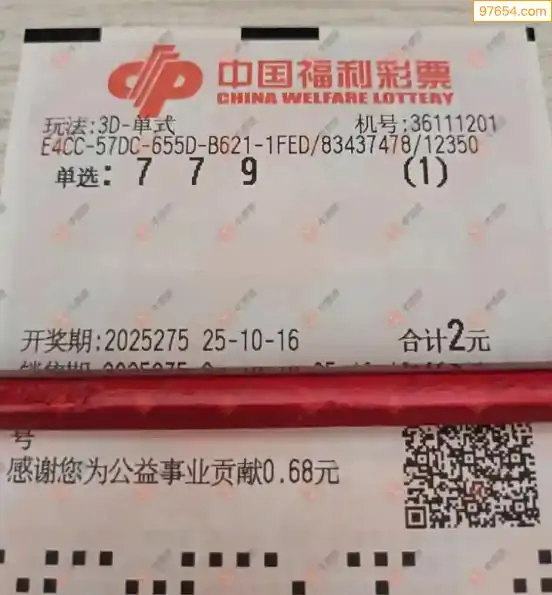 97654.com
中国福利彩票
CHINA WELFARE LOTTERY
玩法:3D-单式 机号:36111201
E4CC-57DC-655D-B621-1FED/83437478/12350
单选: 7 7 9 (1)
开奖期:2025275 25-10-16 合计2元
号
感谢您为公益事业贡献0.68元